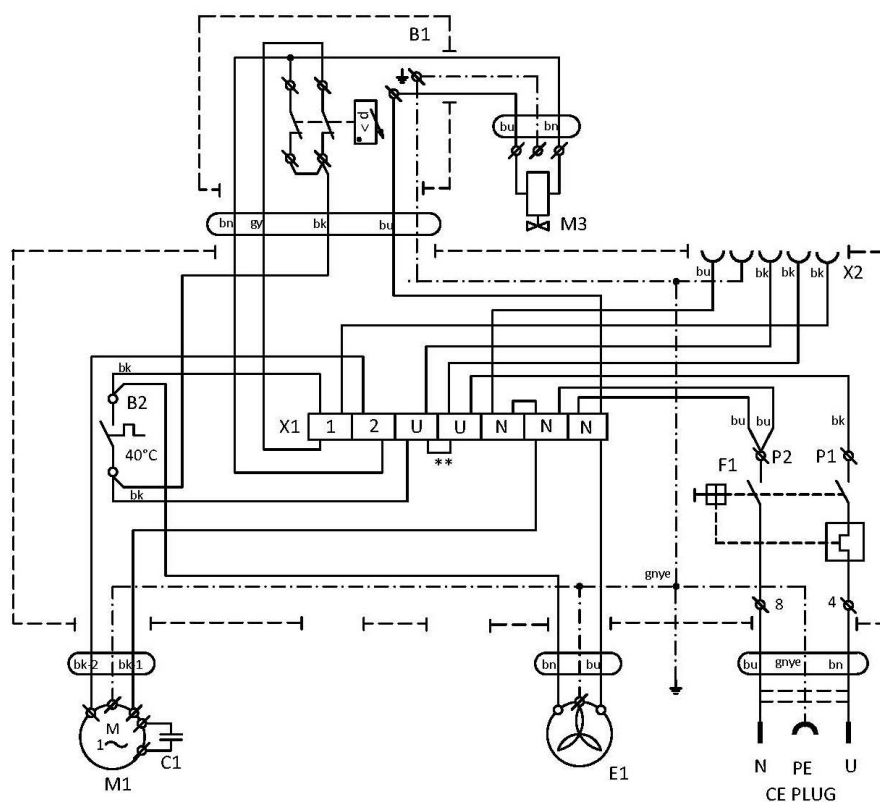 B1
< d
bu
bn
M3
bn
gy
bk
bu
bu
bk
bk
bk
X2
bk
B2
40°C
bk
X1
1
2
U
U
N
N
N
**
bu
bu
bk
F1
P2
P1
gnye
8
4
bk-2
bk-1
bn
bu
bu
gnye
bn
M
1
C1
M1
E1
N
PE
U
CE PLUG